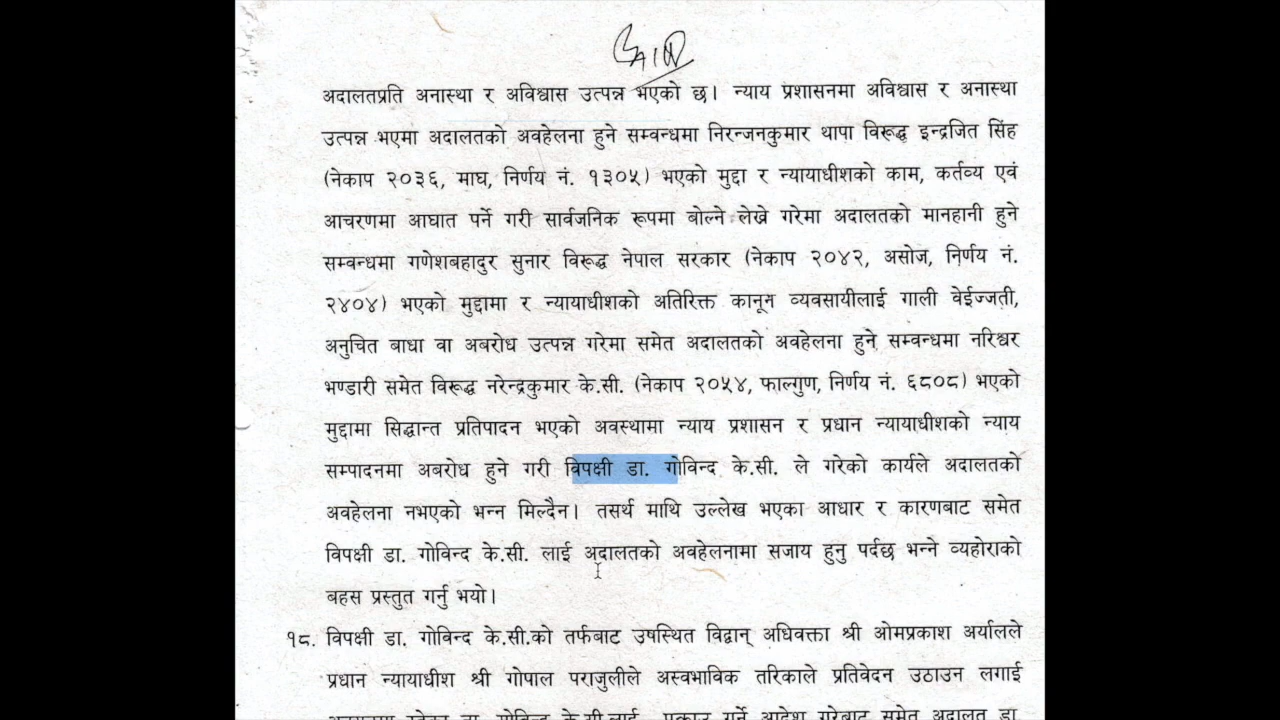 अदालतप्रति अनास्था र अविश्वास उत्पन्न भएको छ। न्याय प्रशासनमा अविश्वास र अनास्था
उत्पन्न भएमा अदालतको अवहेलना हुने सम्वन्धमा निरन्जनकुमार थापा विरूद्ध इन्द्रजित सिंह
(नेकाप २०३६, माघ, निर्णय नं. १३०५) भएको मुद्दा र न्यायाधीशको काम, कर्तव्य एवं
आचरणमा आघात पर्ने गरी सार्वजनिक रूपमा बोल्ने लेख्ने गरेमा अदालतको मानहानी हुने
सम्वन्धमा गणेशबहादुर सुनार विरूद्ध नेपाल सरकार (नेकाप २०४२, असोज, निर्णय नं.
२४०४) भएको मुद्दामा र न्यायाधीशको अतिरिक्त कानून व्यवसायीलाई गाली वेईज्जती,
अनुचित बाधा वा अबरोध उत्पन्न गरेमा समेत अदालतको अवहेलना हुने सम्वन्धमा नरिश्वर
भण्डारी समेत विरूद्ध नरेन्द्रकुमार के.सी. (नेकाप २०५४, फाल्गुण, निर्णय नं. ६८०८) भएको
मुद्दामा सिद्धान्त प्रतिपादन भएको अवस्थामा न्याय प्रशासन र प्रधान न्यायाधीशको न्याय
सम्पादनमा अबरोध हुने गरी विपक्षी डा. गोविन्द के.सी. ले गरेको कार्यले अदालतको
अवहेलना नभएको भन्न मिल्दैन। तसर्थ माथि उल्लेख भएका आधार र कारणबाट समेत
विपक्षी डा. गोविन्द के.सी. लाई अदालतको अवहेलनामा सजाय हुनु पर्दछ भन्ने व्यहोराको
बहस प्रस्तुत गर्नु भयो।
१८. विपक्षी डा. गोविन्द के.सी.को तर्फबाट उपस्थित विद्वान् अधिवक्ता श्री ओमप्रकाश अर्यालले
प्रधान न्यायाधीश श्री गोपाल पराजुलीले अस्वभाविक तरिकाले प्रतिवेदन उठाउन लगाई